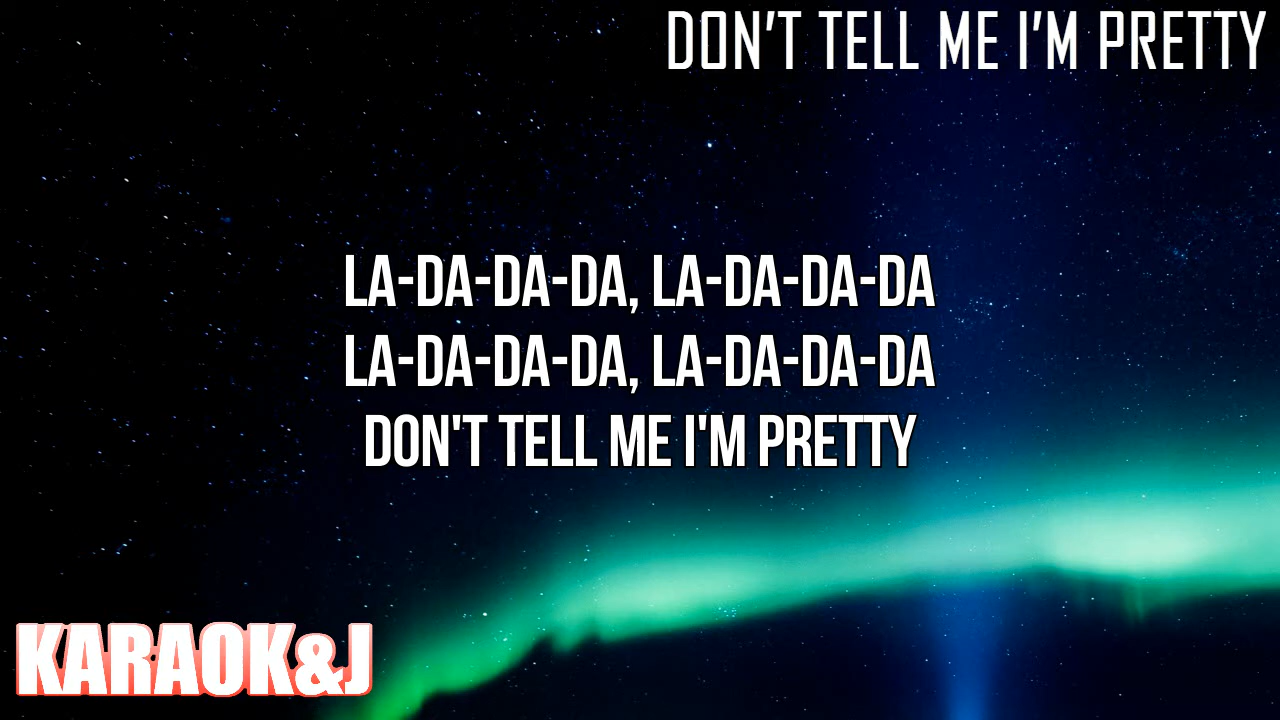 DON’T TELL ME I’M PRETTY
LA-DA-DA-DA, LA-DA-DA-DA
LA-DA-DA-DA, LA-DA-DA-DA
DON'T TELL ME I'M PRETTY
KARAOK&J